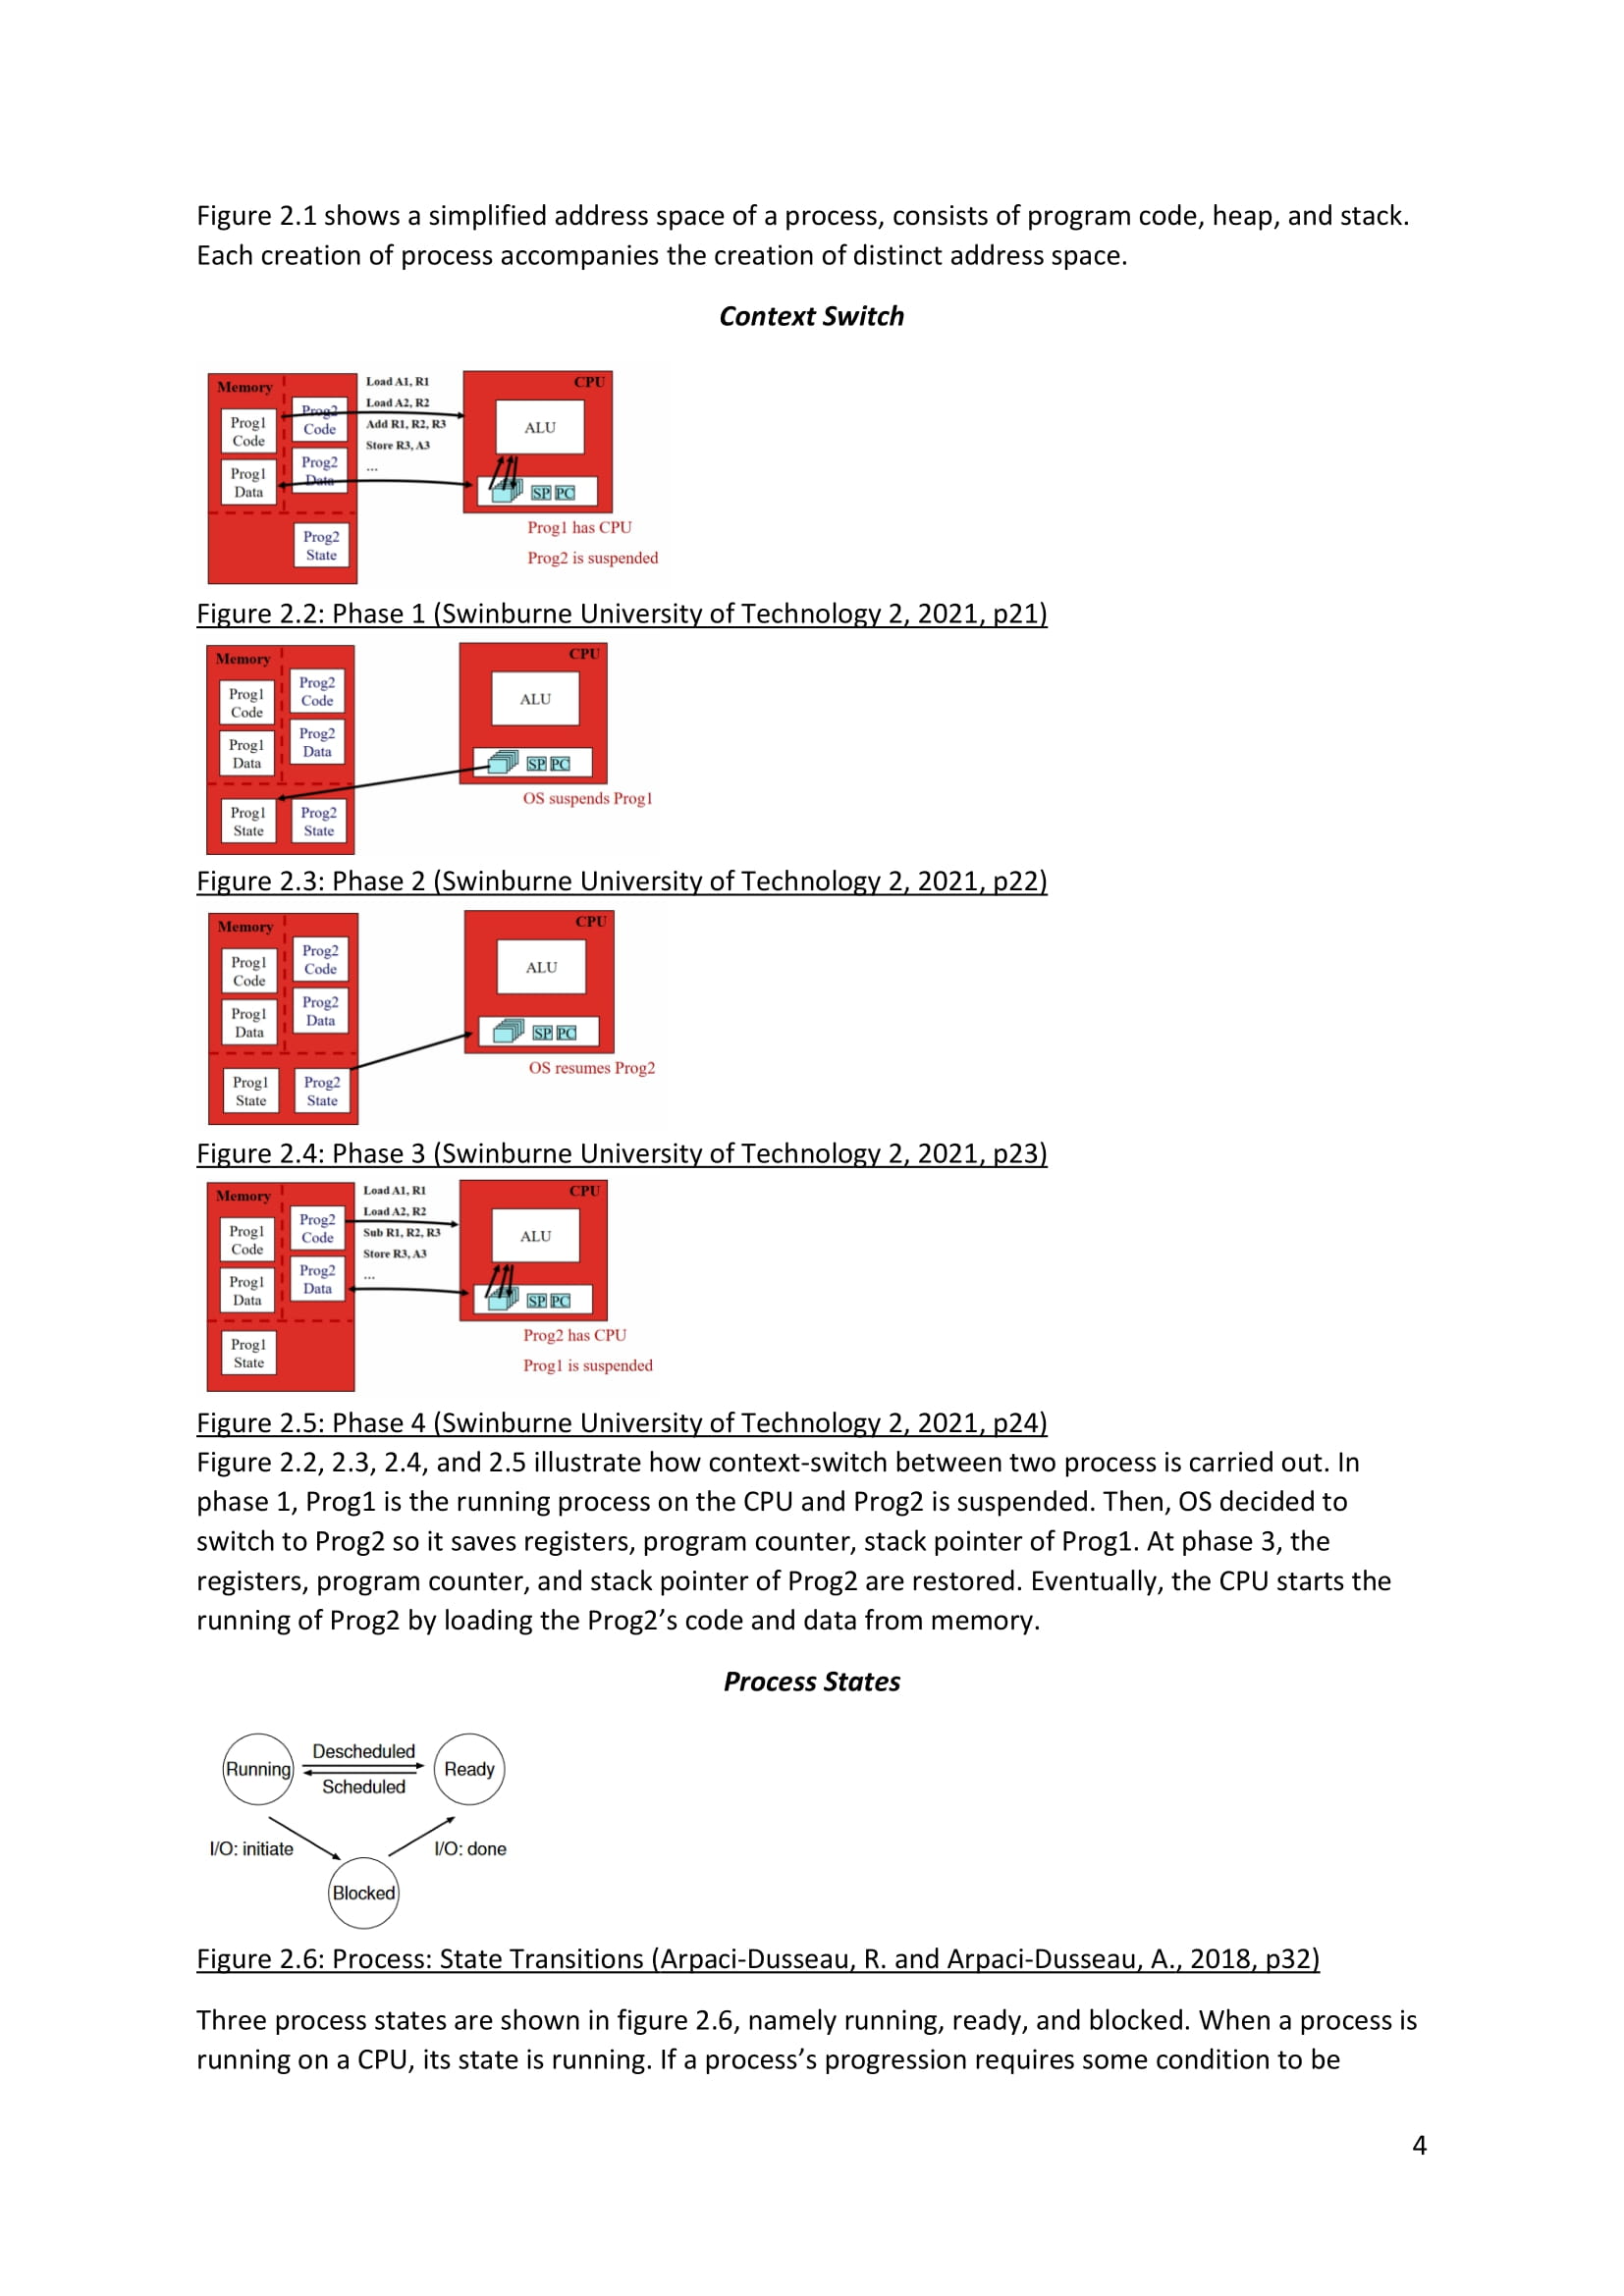 Figure 2.1 shows a simplified address space of a process, consists of program code, heap, and stack.
Each creation of process accompanies the creation of distinct address space.
Context Switch
Memory
Prog1
Code
Prog2
Code
Prog1
Data
Prog2
Data
Prog2
State
Load A1, R1
Load A2, R2
Add R1, R2, R3
Store R3, A3
...
CPU
ALU
SP PC
Prog1 has CPU
Prog2 is suspended
Figure 2.2: Phase 1 (Swinburne University of Technology 2, 2021, p21)
Memory
Prog1
Code
Prog2
Code
Prog1
Data
Prog2
Data
Prog1
State
Prog2
State
CPU
ALU
SP PC
OS suspends Prog1
Figure 2.3: Phase 2 (Swinburne University of Technology 2, 2021, p22)
Memory
Prog1
Code
Prog2
Code
Prog1
Data
Prog2
Data
Prog1
State
Prog2
State
CPU
ALU
SP PC
OS resumes Prog2
Figure 2.4: Phase 3 (Swinburne University of Technology 2, 2021, p23)
Memory
Prog1
Code
Prog2
Code
Prog1
Data
Prog2
Data
Prog1
State
Load A1, R1
Load A2, R2
Sub R1, R2, R3
Store R3, A3
...
CPU
ALU
SP PC
Prog2 has CPU
Prog1 is suspended
Figure 2.5: Phase 4 (Swinburne University of Technology 2, 2021, p24)
Figure 2.2, 2.3, 2.4, and 2.5 illustrate how context-switch between two process is carried out. In
phase 1, Prog1 is the running process on the CPU and Prog2 is suspended. Then, OS decided to
switch to Prog2 so it saves registers, program counter, stack pointer of Prog1. At phase 3, the
registers, program counter, and stack pointer of Prog2 are restored. Eventually, the CPU starts the
running of Prog2 by loading the Prog2’s code and data from memory.
Process States
Running
Descheduled
Scheduled
Ready
I/O: initiate
I/O: done
Blocked
Figure 2.6: Process: State Transitions (Arpaci-Dusseau, R. and Arpaci-Dusseau, A., 2018, p32)
Three process states are shown in figure 2.6, namely running, ready, and blocked. When a process is
running on a CPU, its state is running. If a process’s progression requires some condition to be
4